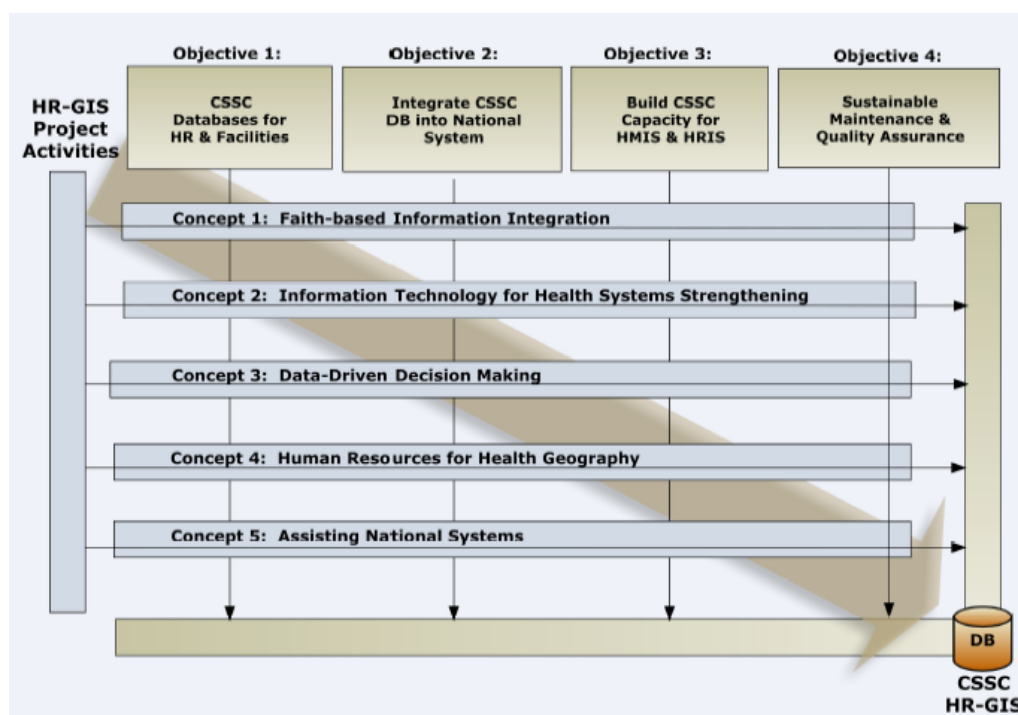 Objective 1:
Objective 2:
Objective 3:
Objective 4:
HR-GIS
Project
Activities
CSSC
Databases for
HR & Facilities
Integrate CSSC
DB into National
System
Build CSSC
Capacity for
HMIS & HRIS
Sustainable
Maintenance &
Quality Assurance
Concept 1: Faith-based Information Integration
Concept 2: Information Technology for Health Systems Strengthening
Concept 3: Data-Driven Decision Making
Concept 4: Human Resources for Health Geography
Concept 5: Assisting National Systems
DB
CSSC
HR-GIS